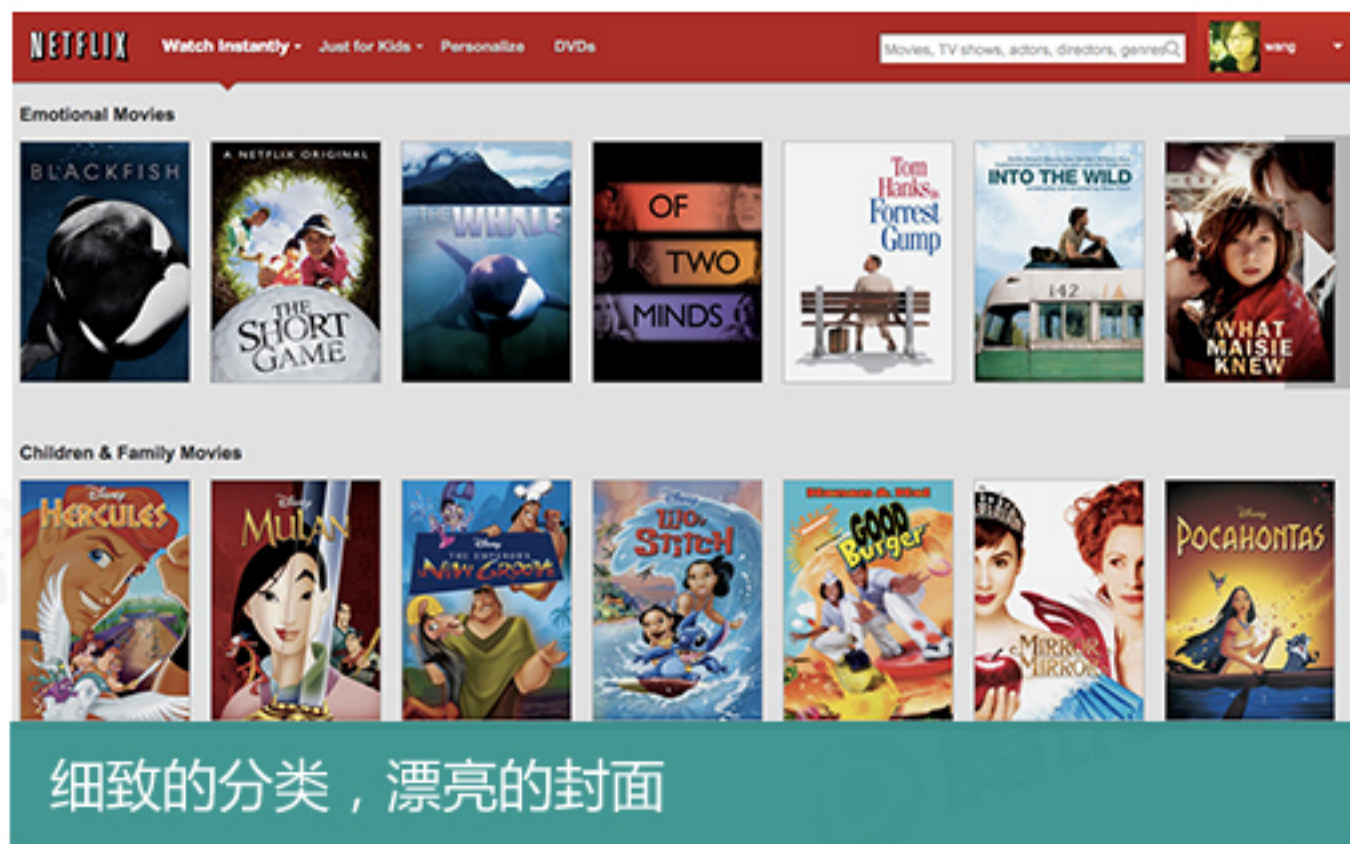 NETFLIX
Watch Instantly
Just for Kids
Personalize
DVDs
Movies, TV shows, actors, directors, genres
wang
Emotional Movies
BLACKFISH
A NETFLIX ORIGINAL
THE
SHORT
GAME
THE
WHALE
OF
TWO
MINDS
Tom
Hanks is
Forrest
Gump
INTO THE WILD
142
WHAT
MAISIE
KNEW
Children & Family Movies
Disney
HERCULES
Disney
MULAN
Disney
THE EMPEROR'S
NEW GROOVE
Disney
LILO &
STITCH
GOOD
Burger
MIRROR
MIRROR
Disney
POCAHONTAS
细致的分类，漂亮的封面